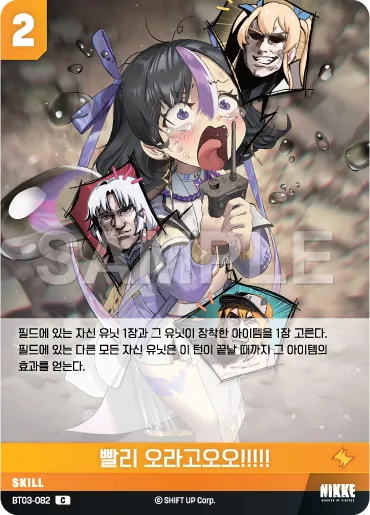 2
SAMPLE
필드에 있는 자신 유닛 1장과 그 유닛이 장착한 아이템을 1장 고른다.
필드에 있는 다른 모든 자신 유닛은 이 턴이 끝날 때까지 그 아이템의
효과를 얻는다.
빨리 오라고오오!!!!!
SKILL
BT03-082 C
© SHIFT UP Corp.
NIKKE